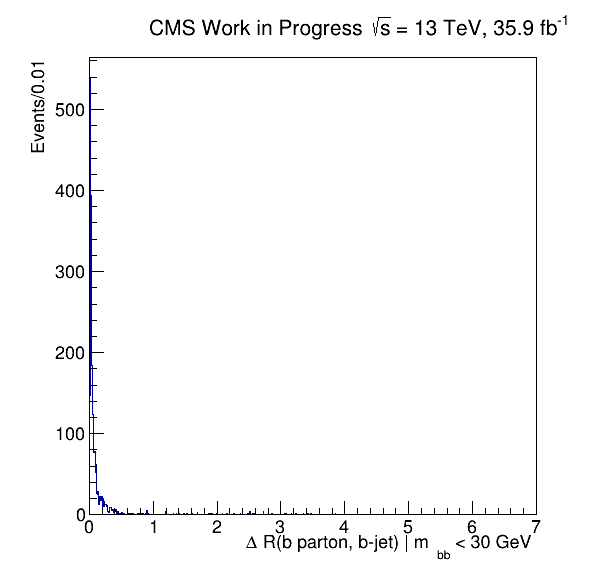 CMS Work in Progress √s = 13 TeV, 35.9 fb⁻¹
Events/0.01
500
400
300
200
100
0
0 1 2 3 4 5 6 7
Δ R(b parton, b-jet) | m_bb < 30 GeV